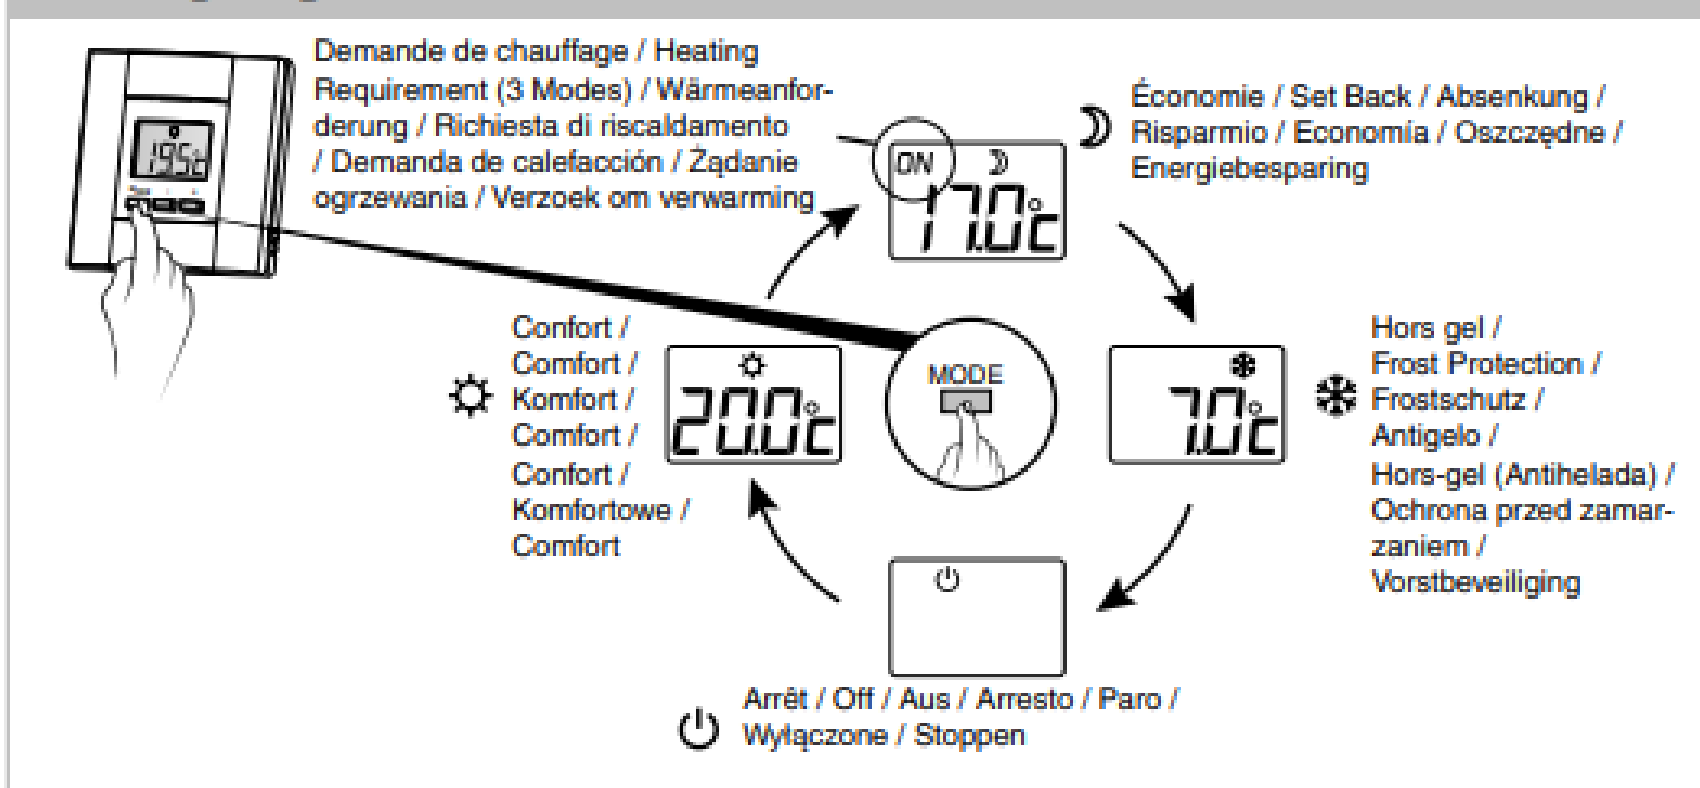 Demande de chauffage / Heating
Requirement (3 Modes) / Wärmeanfor-
derung / Richiesta di riscaldamento
/ Demanda de calefacción / Żądanie
ogrzewania / Verzoek om verwarming
19.5°c
ON
17.0°c
Économie / Set Back / Absenkung /
Risparmio / Economía / Oszczędne /
Energiebesparing
Confort /
Comfort /
Komfort /
Comfort /
Confort /
Komfortowe /
Comfort
20.0°c
MODE
7.0°c
Hors gel /
Frost Protection /
Frostschutz /
Antigelo /
Hors-gel (Antihelada) /
Ochrona przed zamar-
zaniem /
Vorstbeveiliging
Arrêt / Off / Aus / Arresto / Paro /
Wyłączone / Stoppen